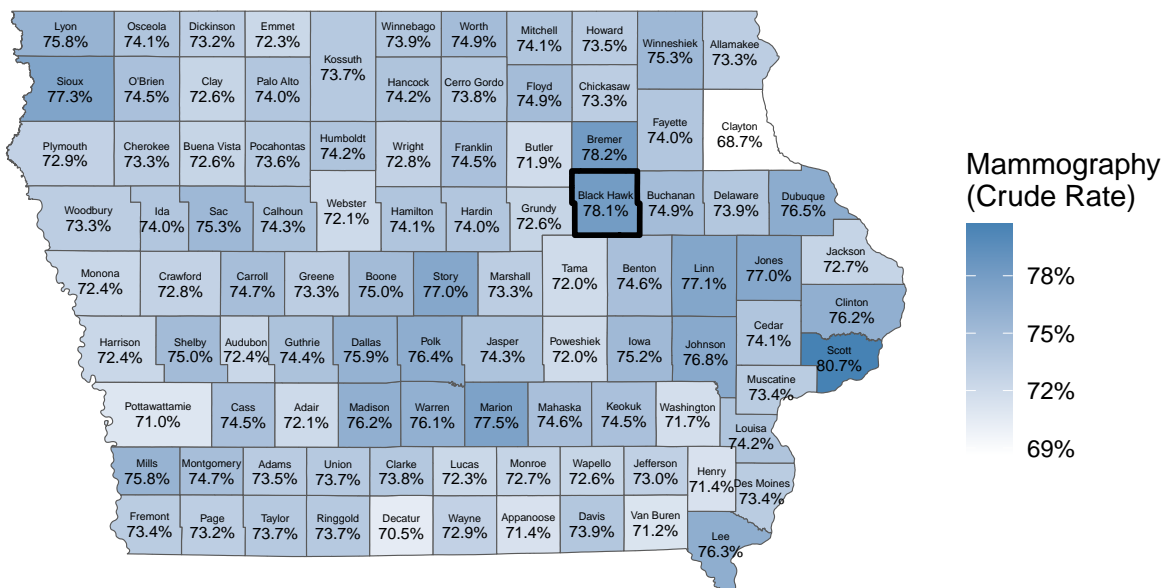 Lyon
75.8%
Osceola
74.1%
Dickinson
73.2%
Emmet
72.3%
Kossuth
73.7%
Winnebago
73.9%
Worth
74.9%
Mitchell
74.1%
Howard
73.5%
Winneshiek
75.3%
Allamakee
73.3%
Sioux
77.3%
O'Brien
74.5%
Clay
72.6%
Palo Alto
74.0%
Hancock
74.2%
Cerro Gordo
73.8%
Floyd
74.9%
Chickasaw
73.3%
Fayette
74.0%
Clayton
68.7%
Plymouth
72.9%
Cherokee
73.3%
Buena Vista
72.6%
Pocahontas
73.6%
Humboldt
74.2%
Wright
72.8%
Franklin
74.5%
Butler
71.9%
Bremer
78.2%
Woodbury
73.3%
Ida
74.0%
Sac
75.3%
Calhoun
74.3%
Webster
72.1%
Hamilton
74.1%
Hardin
74.0%
Grundy
72.6%
Black Hawk
78.1%
Buchanan
74.9%
Delaware
73.9%
Dubuque
76.5%
Monona
72.4%
Crawford
72.8%
Carroll
74.7%
Greene
73.3%
Boone
75.0%
Story
77.0%
Marshall
73.3%
Tama
72.0%
Benton
74.6%
Linn
77.1%
Jones
77.0%
Jackson
72.7%
Clinton
76.2%
Harrison
72.4%
Shelby
75.0%
Audubon
72.4%
Guthrie
74.4%
Dallas
75.9%
Polk
76.4%
Jasper
74.3%
Poweshiek
72.0%
Iowa
75.2%
Johnson
76.8%
Cedar
74.1%
Scott
80.7%
Muscatine
73.4%
Pottawattamie
71.0%
Cass
74.5%
Adair
72.1%
Madison
76.2%
Warren
76.1%
Marion
77.5%
Mahaska
74.6%
Keokuk
74.5%
Washington
71.7%
Louisa
74.2%
Mills
75.8%
Montgomery
74.7%
Adams
73.5%
Union
73.7%
Clarke
73.8%
Lucas
72.3%
Monroe
72.7%
Wapello
72.6%
Jefferson
73.0%
Henry
71.4%
Des Moines
73.4%
Fremont
73.4%
Page
73.2%
Taylor
73.7%
Ringgold
73.7%
Decatur
70.5%
Wayne
72.9%
Appanoose
71.4%
Davis
73.9%
Van Buren
71.2%
Lee
76.3%
Mammography
(Crude Rate)
78%
75%
72%
69%